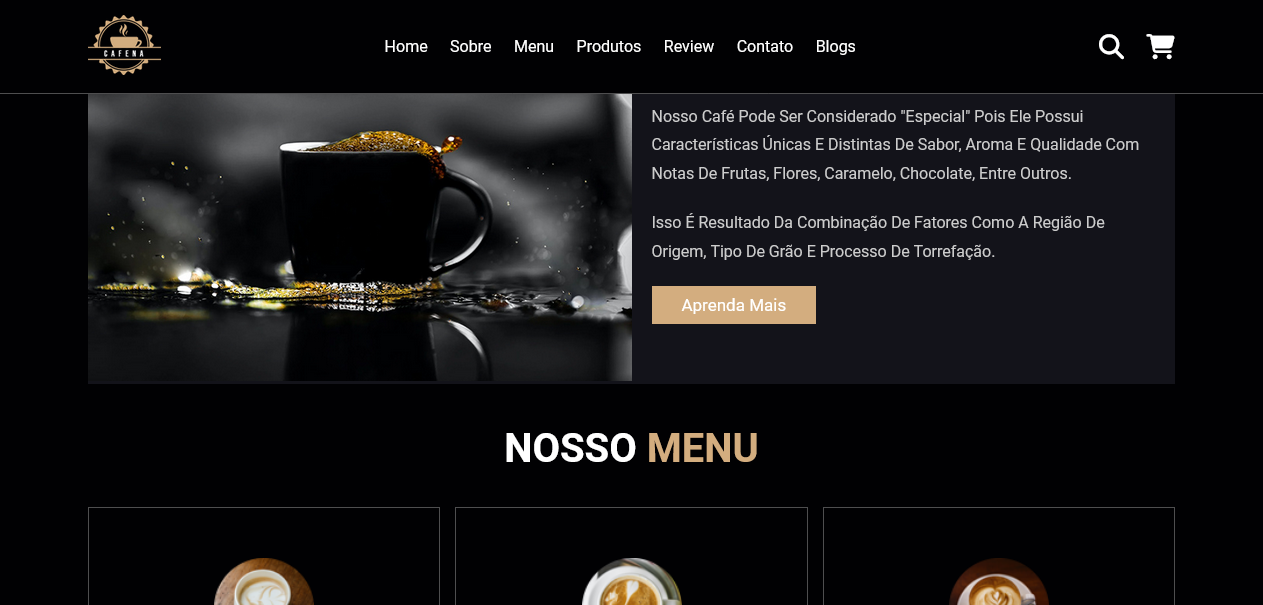 CAFENA
Home Sobre Menu Produtos Review Contato Blogs
Nosso Café Pode Ser Considerado "Especial" Pois Ele Possui
Características Únicas E Distintas De Sabor, Aroma E Qualidade Com
Notas De Frutas, Flores, Caramelo, Chocolate, Entre Outros.
Isso É Resultado Da Combinação De Fatores Como A Região De
Origem, Tipo De Grão E Processo De Torrefação.
Aprenda Mais
NOSSO MENU